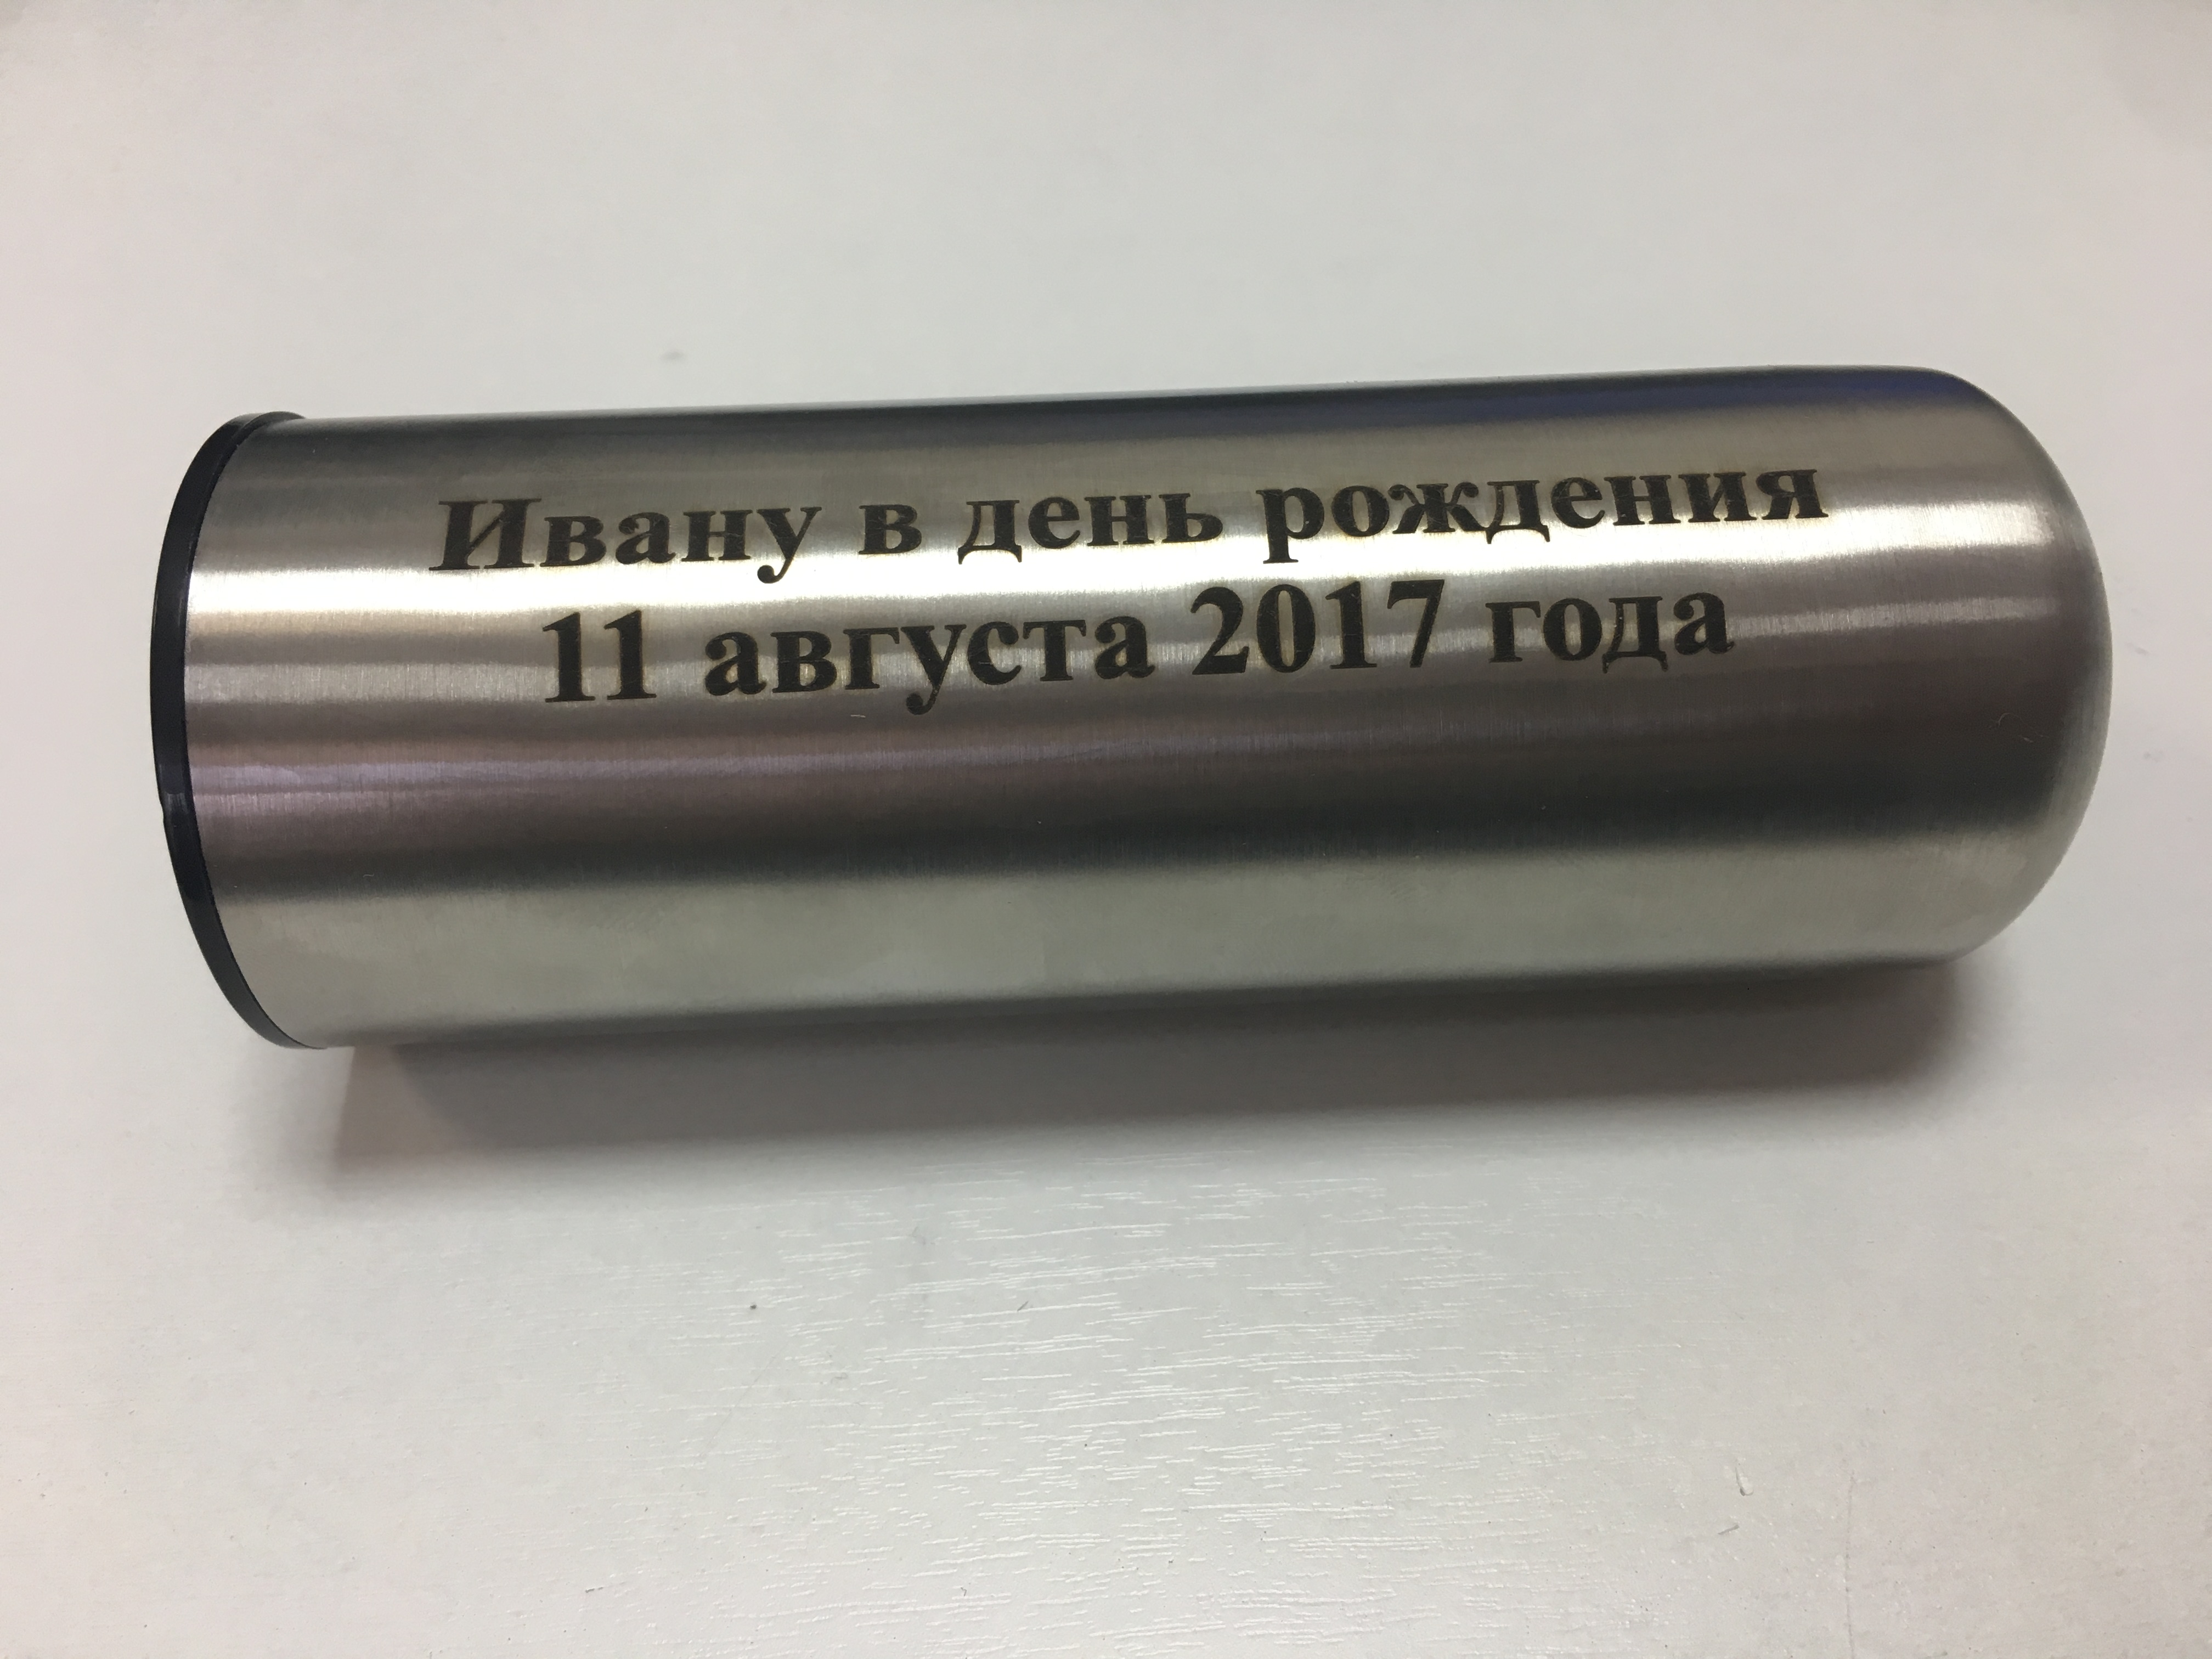 Ивану в день рождения
11 августа 2017 года